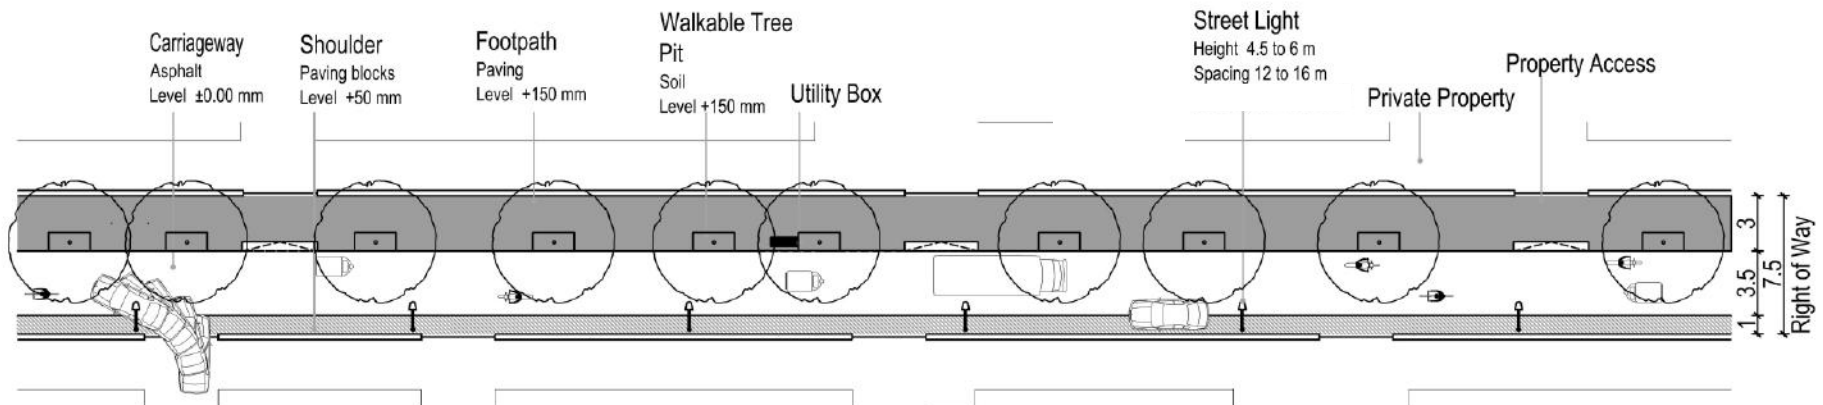 Carriageway
Asphalt
Level ±0.00 mm
Shoulder
Paving blocks
Level +50 mm
Footpath
Paving
Level +150 mm
Walkable Tree
Pit
Soil
Level +150 mm
Utility Box
Street Light
Height 4.5 to 6 m
Spacing 12 to 16 m
Private Property
Property Access
3
3.5
1
7.5
Right of Way